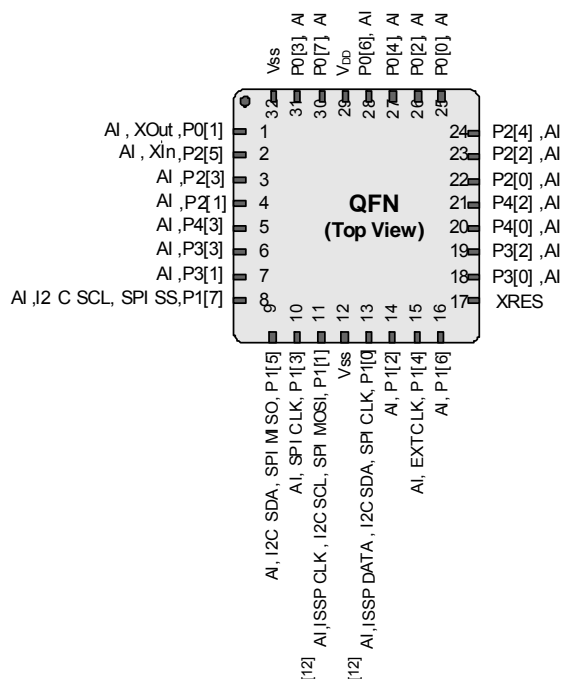 Vss
P0[3], AI
P0[7], AI
VDD
P0[6], AI
P0[4], AI
P0[2], AI
P0[0], AI
32
31
30
29
28
27
26
25
AI , XOut ,P0[1]
AI , XIn,P2[5]
AI ,P2[3]
AI ,P2[1]
AI ,P4[3]
AI ,P3[3]
AI ,P3[1]
AI ,I2 C SCL, SPI SS,P1[7]
1
2
3
4
5
6
7
8
QFN
(Top View)
24
23
22
21
20
19
18
17
P2[4] ,AI
P2[2] ,AI
P2[0] ,AI
P4[2] ,AI
P4[0] ,AI
P3[2] ,AI
P3[0] ,AI
XRES
9
10
11
12
13
14
15
16
AI, I2C SDA, SPI MISO, P1[5]
AI, SPI CLK, P1[3]
[12] AI,ISSP CLK , I2C SCL, SPI MOSI, P1[1]
Vss
[12] AI,ISSP DATA , I2C SDA, SPI CLK, P1[0]
AI, P1[2]
AI, EXTCLK, P1[4]
AI, P1[6]